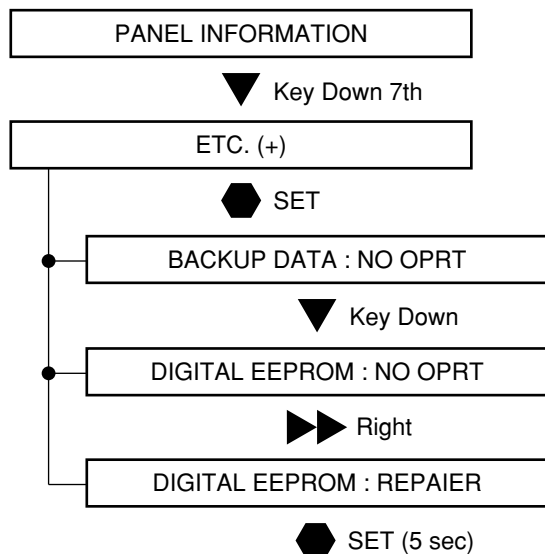 PANEL INFORMATION
Key Down 7th
ETC. (+)
SET
BACKUP DATA : NO OPRT
Key Down
DIGITAL EEPROM : NO OPRT
Right
DIGITAL EEPROM : REPAIER
SET (5 sec)